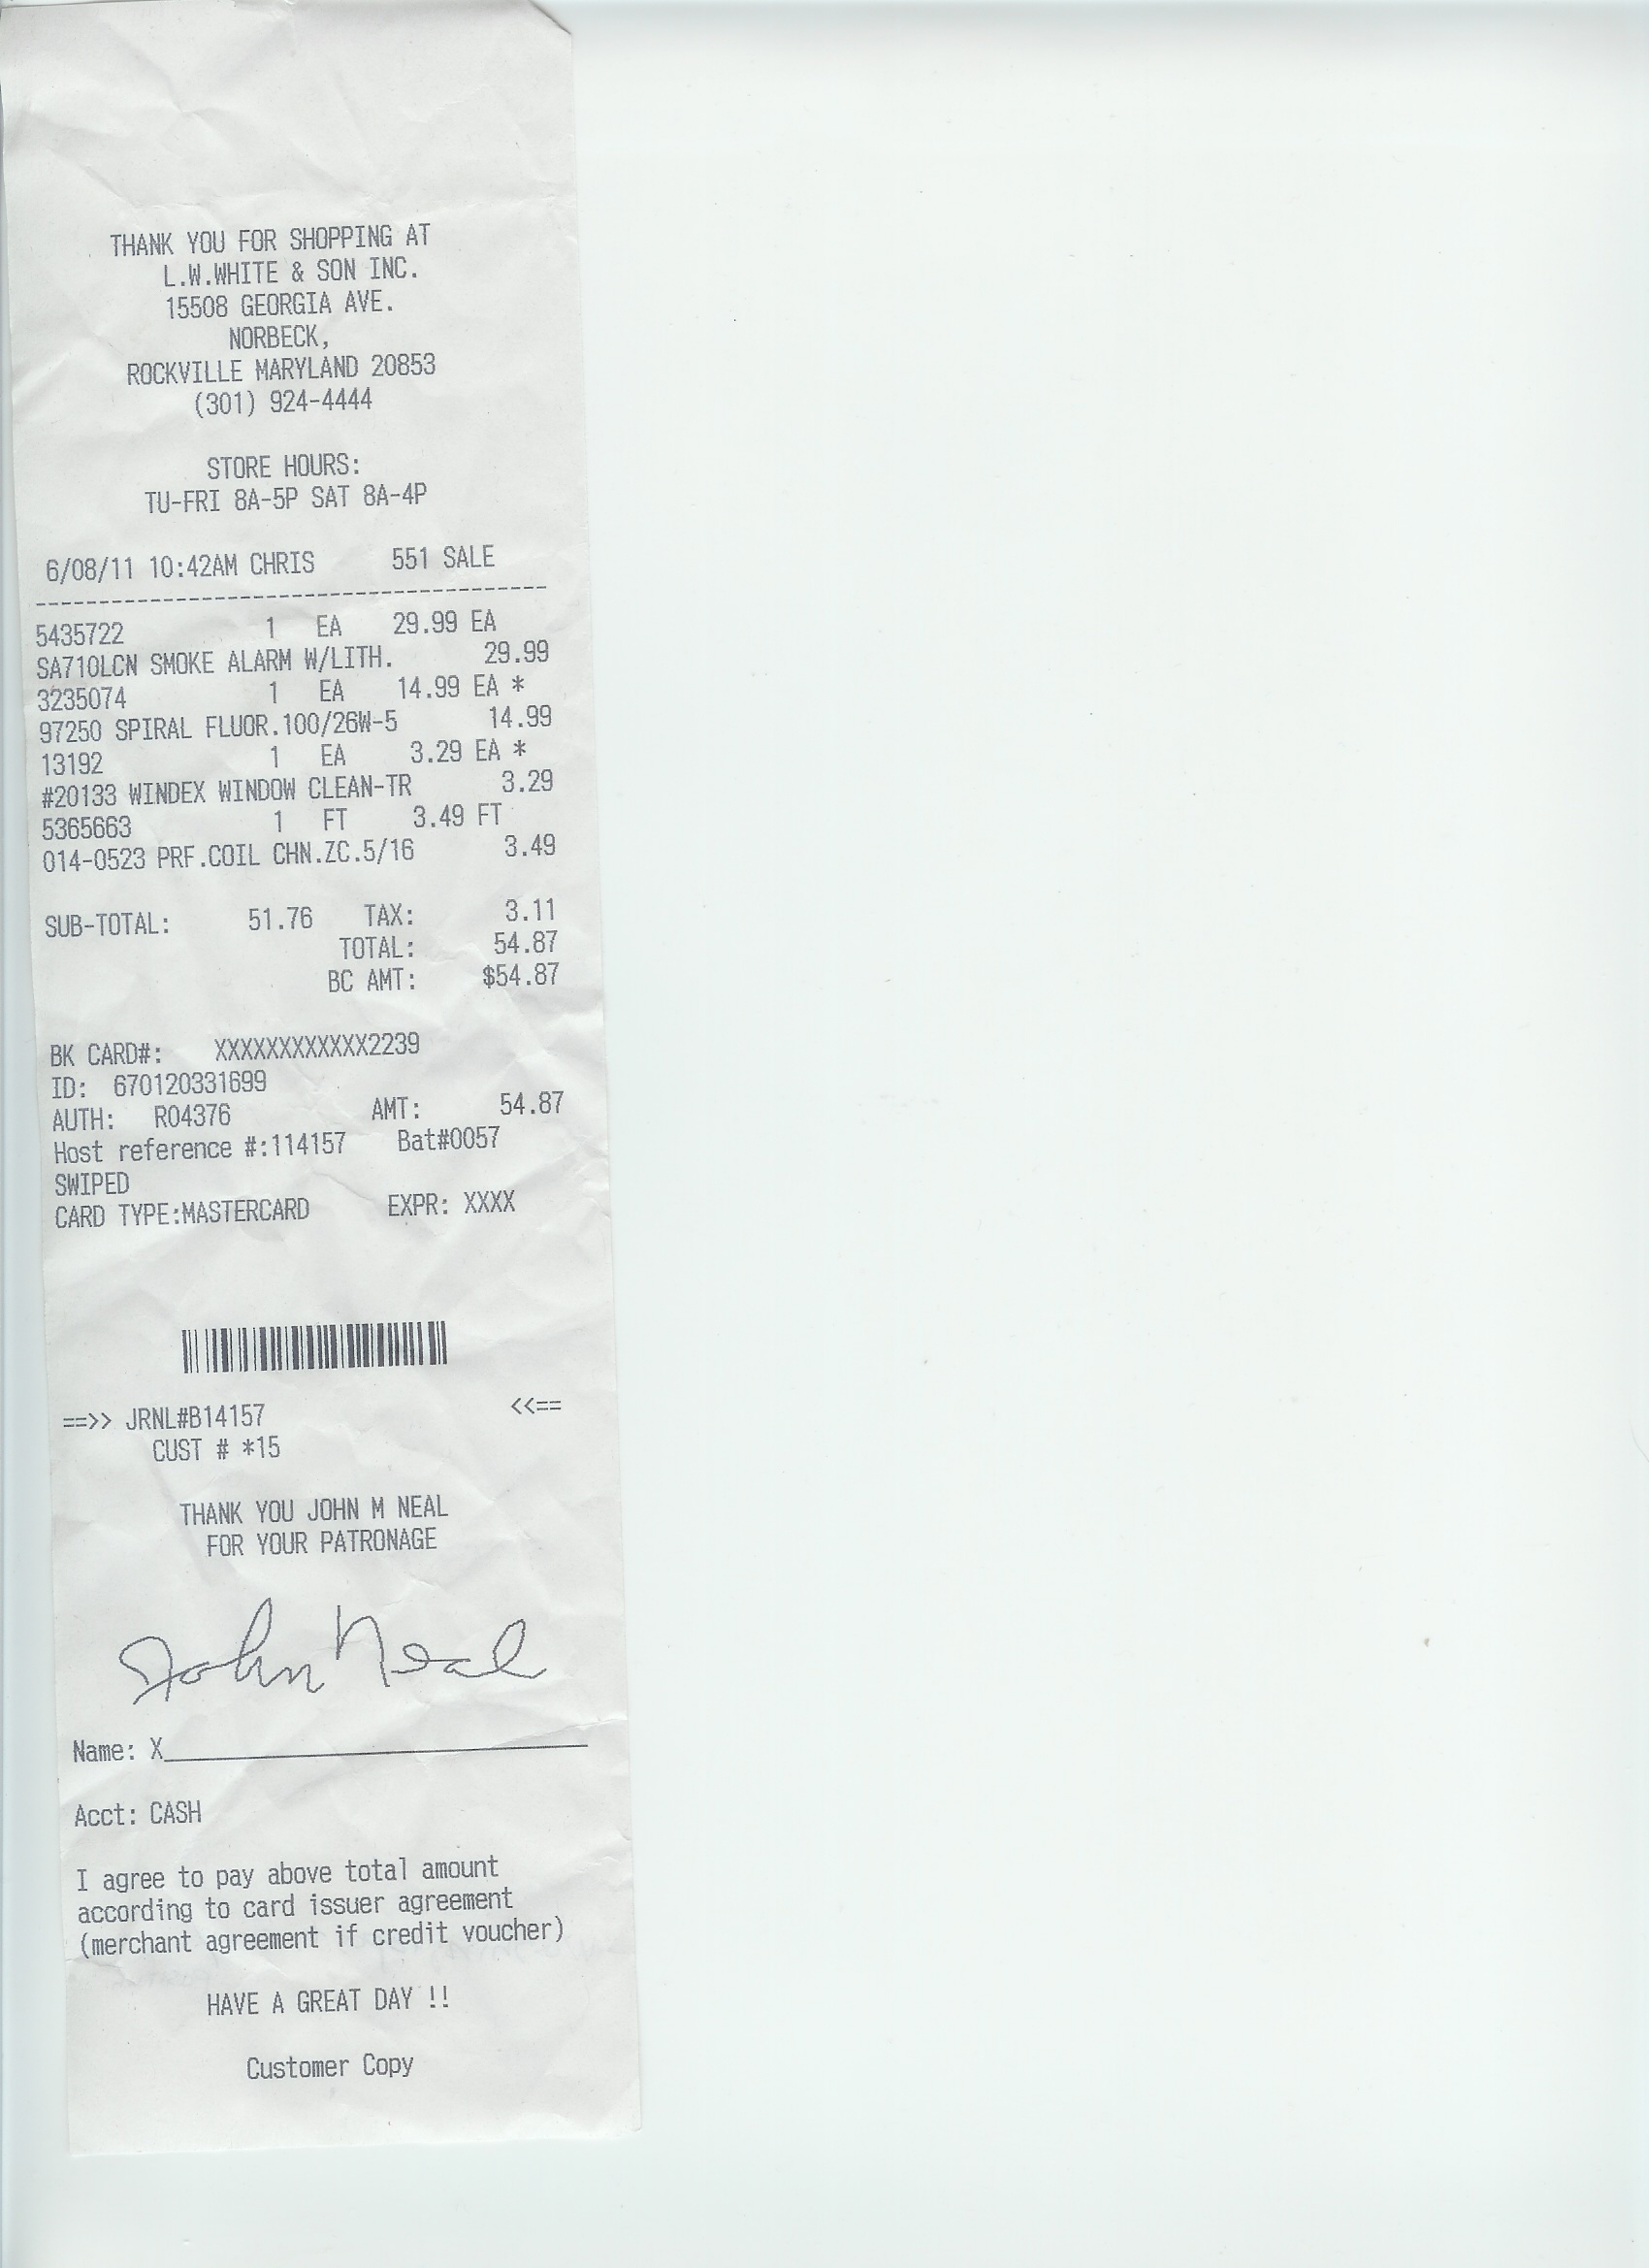 THANK YOU FOR SHOPPING AT
L.W.WHITE & SON INC.
15508 GEORGIA AVE.
NORBECK,
ROCKVILLE MARYLAND 20853
(301) 924-4444
STORE HOURS:
TU-FRI 8A-5P SAT 8A-4P
6/08/11 10:42AM CHRIS 551 SALE
----------------------------------------
5435722 1 EA 29.99 EA
SA710LCN SMOKE ALARM W/LITH. 29.99
3235074 1 EA 14.99 EA *
97250 SPIRAL FLUOR.100/26W-5 14.99
13192 1 EA 3.29 EA *
#20133 WINDEX WINDOW CLEAN-TR 3.29
5365663 1 FT 3.49 FT
014-0523 PRF.COIL CHN.ZC.5/16 3.49
SUB-TOTAL: 51.76 TAX: 3.11
TOTAL: 54.87
BC AMT: $54.87
BK CARD#: XXXXXXXXXXXX2239
ID: 670120331699
AUTH: R04376 AMT: 54.87
Host reference #:114157 Bat#0057
SWIPED
CARD TYPE:MASTERCARD EXPR: XXXX
==>> JRNL#B14157 <<==
CUST # *15
THANK YOU JOHN M NEAL
FOR YOUR PATRONAGE
John Neal
Name: X
Acct: CASH
I agree to pay above total amount
according to card issuer agreement
(merchant agreement if credit voucher)
HAVE A GREAT DAY !!
Customer Copy